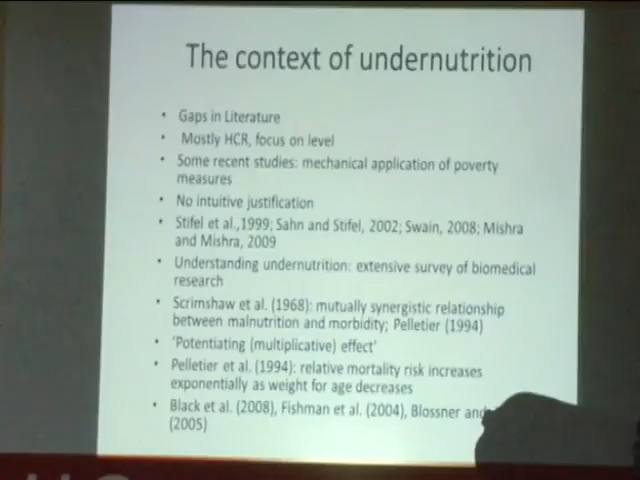 The context of undernutrition
• Gaps in Literature
• Mostly HCR, focus on level
• Some recent studies: mechanical application of poverty
measures
• No intuitive justification
• Stifel et al.,1999; Sahn and Stifel, 2002; Swain, 2008; Mishra
and Mishra, 2009
• Understanding undernutrition: extensive survey of biomedical
research
• Scrimshaw et al. (1968): mutually synergistic relationship
between malnutrition and morbidity; Pelletier (1994)
• 'Potentiating (multiplicative) effect'
• Pelletier et al. (1994): relative mortality risk increases
exponentially as weight for age decreases
• Black et al. (2008), Fishman et al. (2004), Blossner and
(2005)